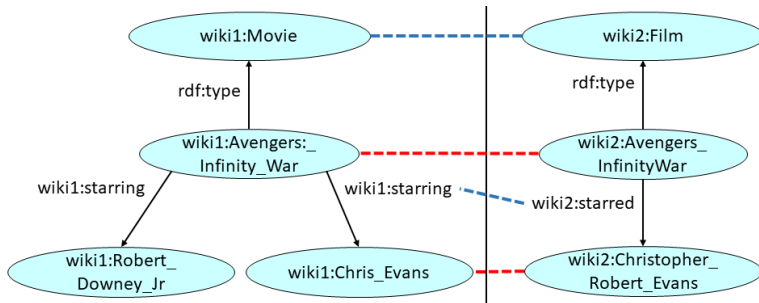 wiki1:Movie
wiki2:Film
rdf:type
rdf:type
wiki1:Avengers:_
Infinity_War
wiki2:Avengers_
InfinityWar
wiki1:starring
wiki1:starring
wiki2:starred
wiki1:Robert_
Downey_Jr
wiki1:Chris_Evans
wiki2:Christopher_
Robert_Evans